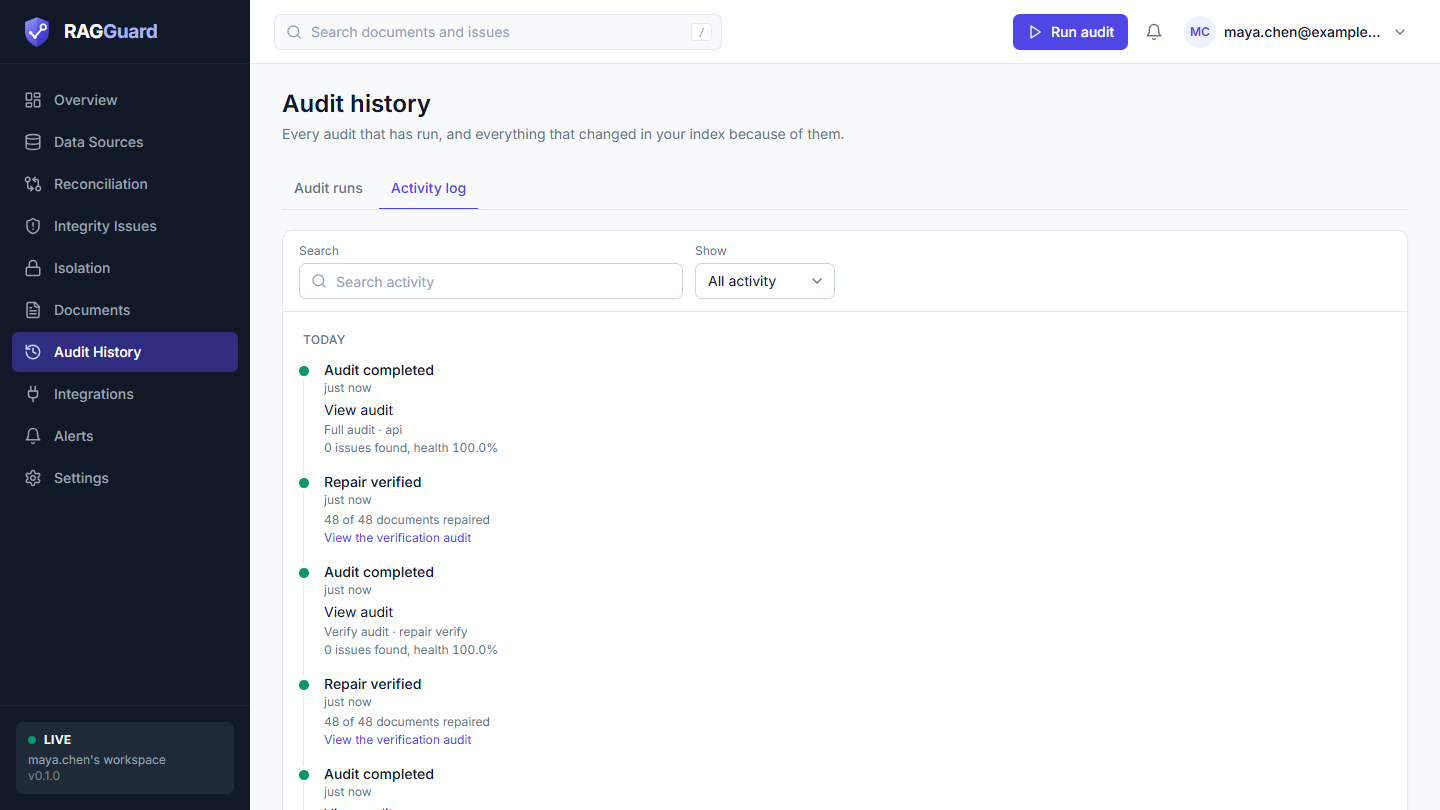 RAGGuard
Search documents and issues
/
Run audit
MC
maya.chen@example...
Overview
Data Sources
Reconciliation
Integrity Issues
Isolation
Documents
Audit History
Integrations
Alerts
Settings
LIVE
maya.chen's workspace
v0.1.0
Audit history
Every audit that has run, and everything that changed in your index because of them.
Audit runs
Activity log
Search
Show
Search activity
All activity
TODAY
Audit completed
just now
View audit
Full audit · api
0 issues found, health 100.0%
Repair verified
just now
48 of 48 documents repaired
View the verification audit
Audit completed
just now
View audit
Verify audit · repair verify
0 issues found, health 100.0%
Repair verified
just now
48 of 48 documents repaired
View the verification audit
Audit completed
just now